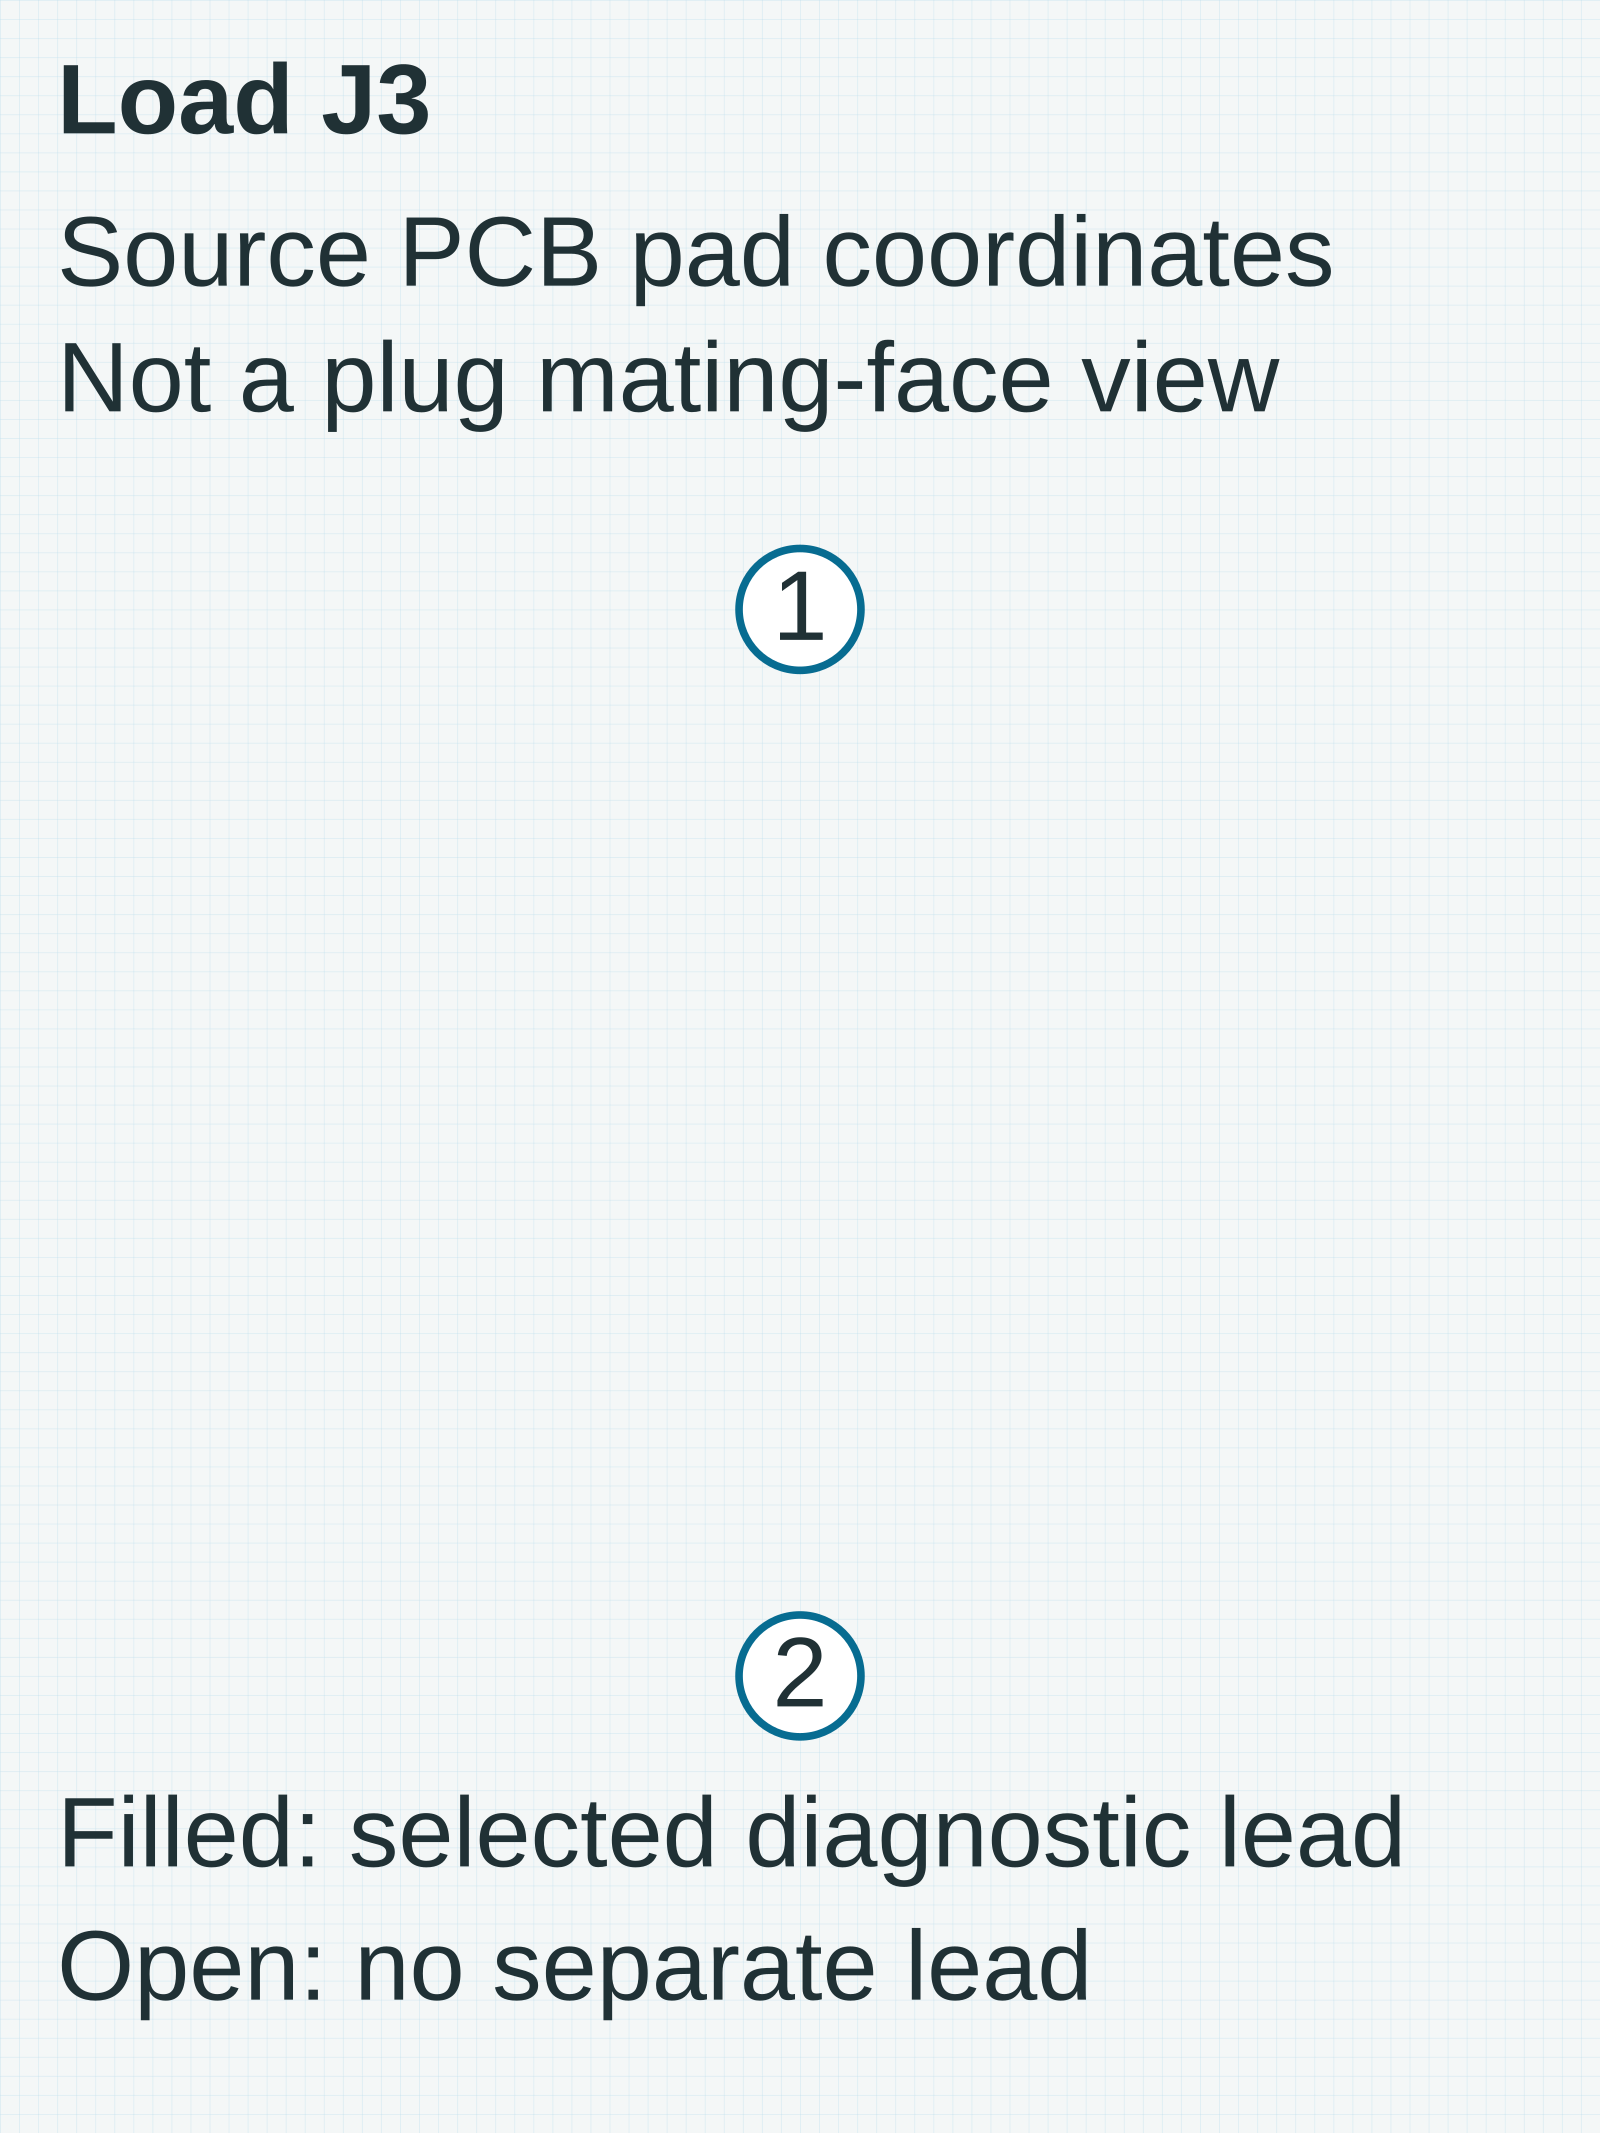 Load J3
Source PCB pad coordinates
Not a plug mating-face view
1
2
Filled: selected diagnostic lead
Open: no separate lead